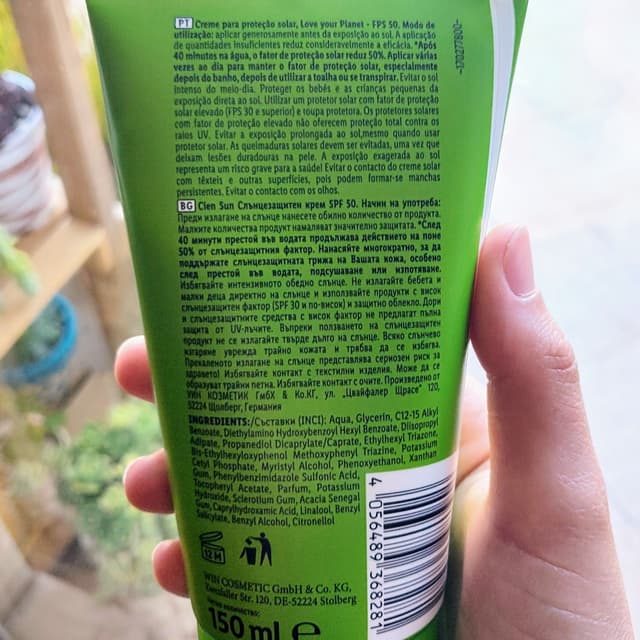 PT Creme para proteção solar, Love your Planet - FPS 50. Modo de
utilização: aplicar generosamente antes da exposição ao sol. A aplicação
de quantidades insuficientes reduz consideravelmente a eficácia. *Após
40 minutos na água, o fator de proteção solar reduz 50%. Aplicar várias
vezes ao dia para manter o fator de proteção solar, especialmente
depois do banho, depois de utilizar a toalha ou se transpirar. Evitar o sol
intenso do meio-dia. Proteger os bebés e as crianças pequenas da
exposição direta ao sol. Utilizar um protetor solar com fator de proteção
solar elevado (FPS 30 e superior) e roupa protetora. Os protetores solares
com fator de proteção elevado não oferecem proteção total contra os
raios UV. Evitar a exposição prolongada ao sol,mesmo quando usar
protetor solar. As queimaduras solares devem ser evitadas, uma vez que
deixam lesões duradouras na pele. A exposição exagerada ao sol
representa um risco grave para a saúde! Evitar o contacto do creme solar
com têxteis e outras superfícies, pois podem formar-se manchas
persistentes. Evitar o contacto com os olhos.
BG Cien Sun Слънцезащитен крем SPF 50. Начин на употреба:
Преди излагане на слънце нанесете обилно количество от продукта.
Малките количества продукт намаляват значително защитата. *След
40 минути престой във водата продължава действието на поне
50% от слънцезащитния фактор. Нанасяйте многократно, за да
поддържате слънцезащитната грижа на Вашата кожа, особено
след престой във водата, подсушаване или изпотяване.
Избягвайте интензивното обедно слънце. Не излагайте бебета и
малки деца директно на слънце и използвайте продукти с висок
слънцезащитен фактор (SPF 30 и по-висок) и защитно облекло. Дори
и слънцезащитните средства с висок фактор не предлагат пълна
защита от UV-лъчите. Въпреки ползването на слънцезащитен
продукт не се излагайте твърде дълго на слънце. Всяко слънчево
изгаряне уврежда трайно кожата и трябва да се избягва.
Прекаленото излагане на слънце представлява сериозен риск за
здравето! Избягвайте контакт с текстилни изделия. Може да се
образуват трайни петна. Избягвайте контакт с очите. Произведено от
УИН КОЗМЕТИК ГмбХ & Ко.КГ, ул. „Цвайфалер Щрасе" 120,
52224 Щолберг, Германия
INGREDIENTS:/Съставки (INCI): Aqua, Glycerin, C12-15 Alkyl
Benzoate, Diethylamino Hydroxybenzoyl Hexyl Benzoate, Diisopropyl
Adipate, Propanediol Dicaprylate/Caprate, Ethylhexyl Triazone,
Bis-Ethylhexyloxyphenol Methoxyphenyl Triazine, Potassium
Cetyl Phosphate, Myristyl Alcohol, Phenoxyethanol, Xanthan
Gum, Phenylbenzimidazole Sulfonic Acid,
Tocopheryl Acetate, Parfum, Potassium
Hydroxide, Sclerotium Gum, Acacia Senegal
Gum, Caprylhydroxamic Acid, Linalool, Benzyl
Salicylate, Benzyl Alcohol, Citronellol
12 M
WIN COSMETIC GmbH & Co. KG,
Zweifaller Str. 120, DE-52224 Stolberg
150 ml e
4 056489 368281